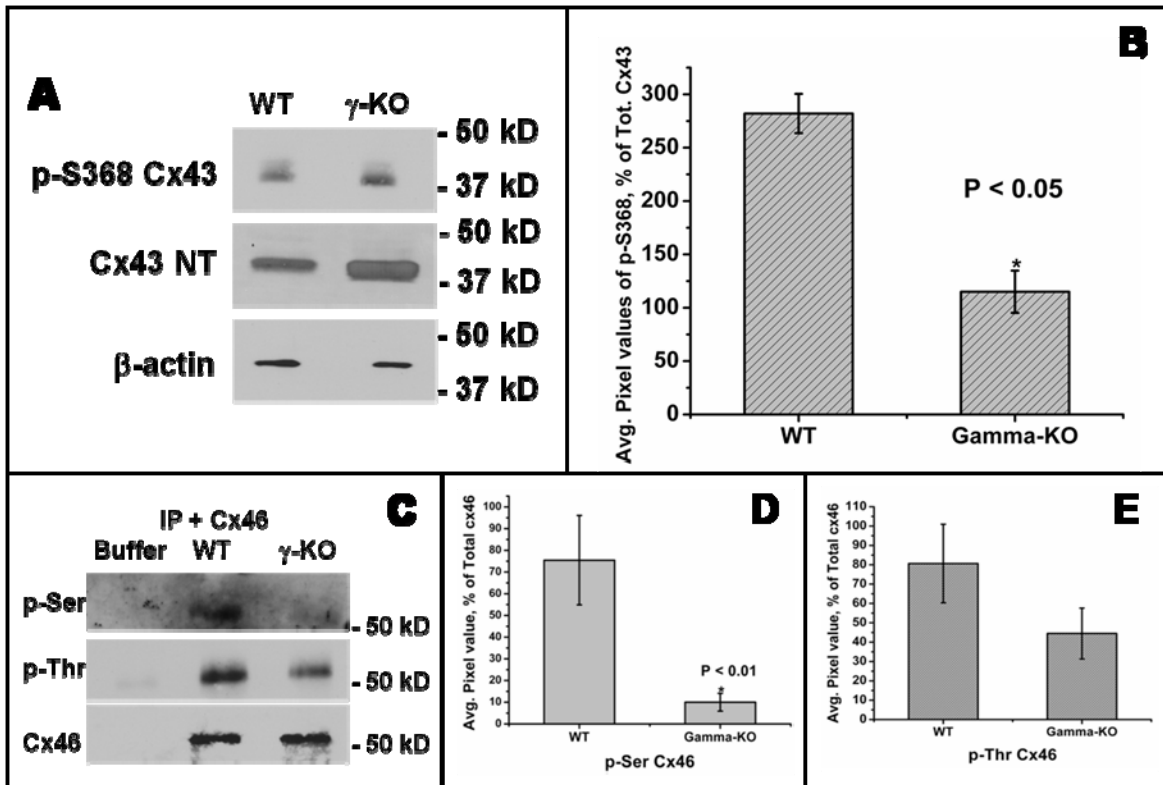 A
WT γ-KO
p-S368 Cx43
- 50 kD
- 37 kD
Cx43 NT
- 50 kD
- 37 kD
β-actin
- 50 kD
- 37 kD
B
Avg. Pixel values of p-S368, % of Tot. Cx43
300
250
200
150
100
50
0
P < 0.05
*
WT Gamma-KO
C
IP + Cx46
Buffer WT γ-KO
p-Ser
- 50 kD
p-Thr
- 50 kD
Cx46
- 50 kD
D
Avg. Pixel value, % of Total cx46
100
90
80
70
60
50
40
30
20
10
0
P < 0.01
*
WT Gamma-KO
p-Ser Cx46
E
Avg. Pixel value, % of Total cx46
110
100
90
80
70
60
50
40
30
20
10
0
WT Gamma-KO
p-Thr Cx46